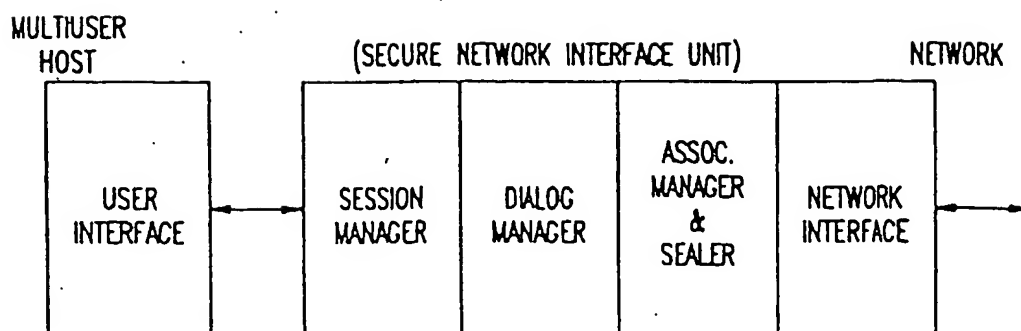 MULTIUSER
HOST
(SECURE NETWORK INTERFACE UNIT)
NETWORK
USER
INTERFACE
SESSION
MANAGER
DIALOG
MANAGER
ASSOC.
MANAGER
&
SEALER
NETWORK
INTERFACE